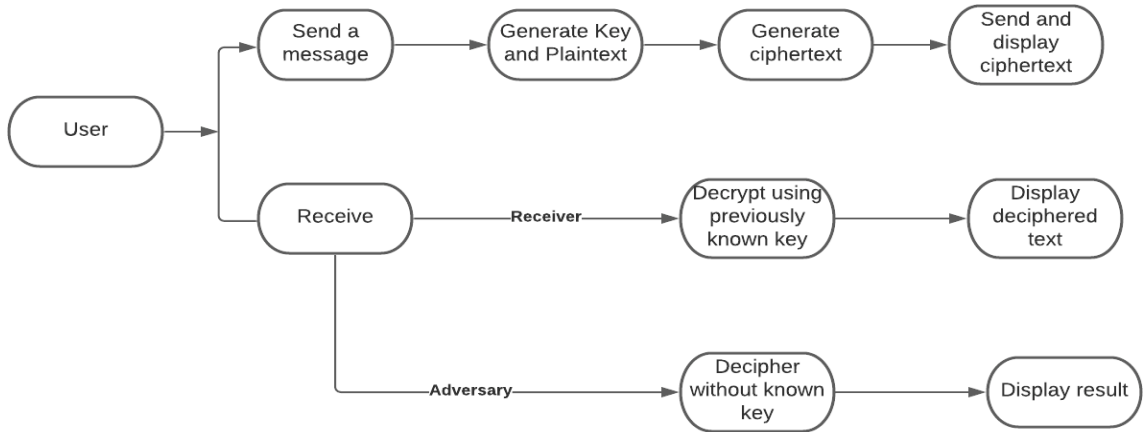 Send a
message
Generate Key
and Plaintext
Generate
ciphertext
Send and
display
ciphertext
User
Receive
Receiver
Decrypt using
previously
known key
Display
deciphered
text
Adversary
Decipher
without known
key
Display result